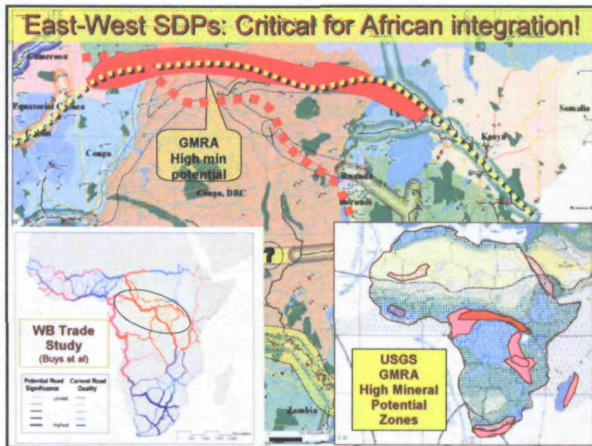 East-West SDPs: Critical for African integration!
Cameroon
Equatorial Guinea
Gabon
Congo
GMRA
High min
potential
Congo, DRC
Rwanda
Burundi
Kenya
Somalia
?
Zambia
WB Trade
Study
(Buys et al)
Potential Road
Significance
Current Road
Quality
Lowest
Highest
USGS
GMRA
High Mineral
Potential
Zones